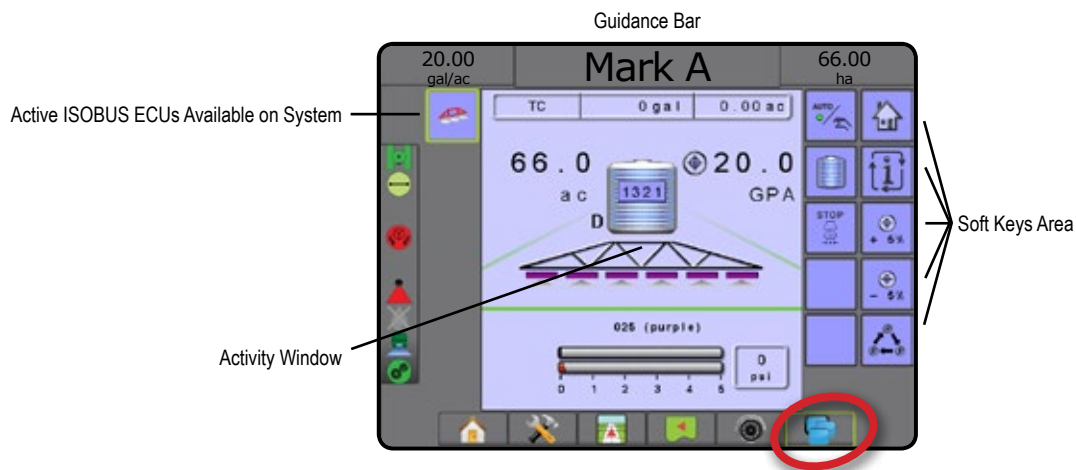 Guidance Bar
20.00
gal/ac
Mark A
66.00
ha
Active ISOBUS ECUs Available on System
TC
0 gal
0.00 ac
AUTO
66.0
ac
1321
D
20.0
GPA
STOP
+ 5%
Soft Keys Area
- 5%
Activity Window
025 (purple)
0
psi
0 1 2 3 4 5